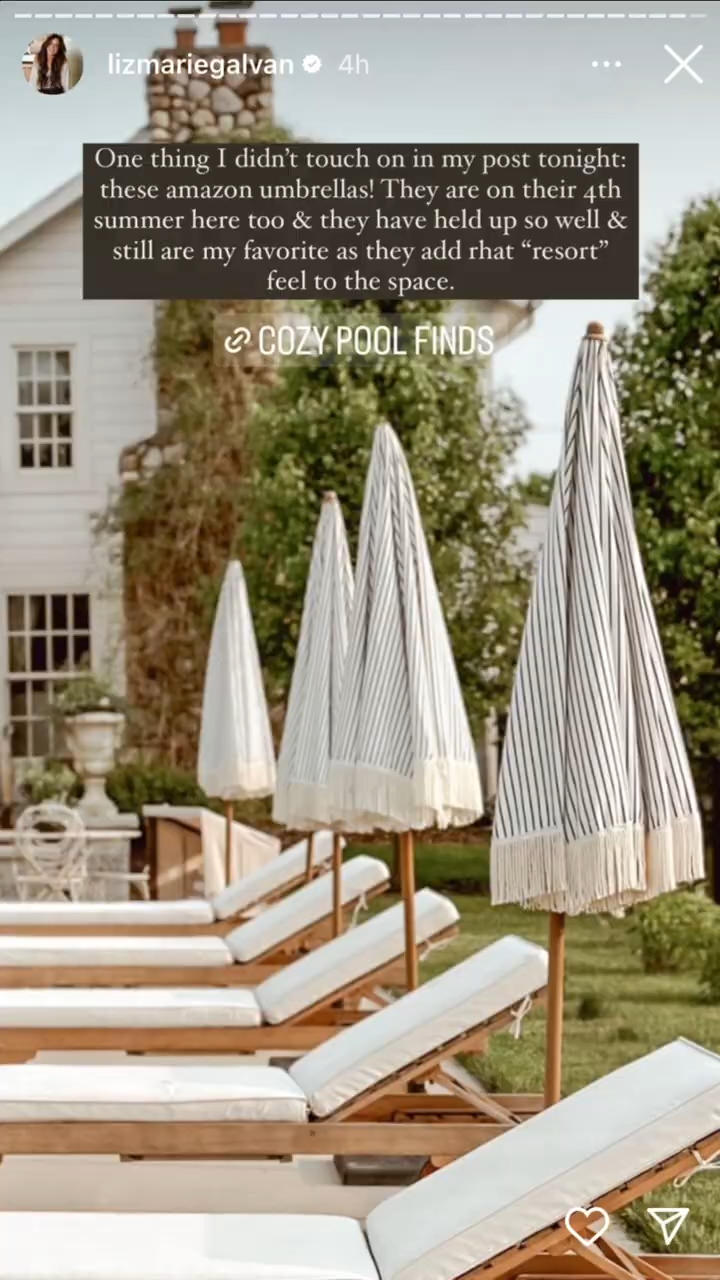 lizmariegalvan 4h
One thing I didn't touch on in my post tonight:
these amazon umbrellas! They are on their 4th
summer here too & they have held up so well &
still are my favorite as they add rhat “resort”
feel to the space.
COZY POOL FINDS